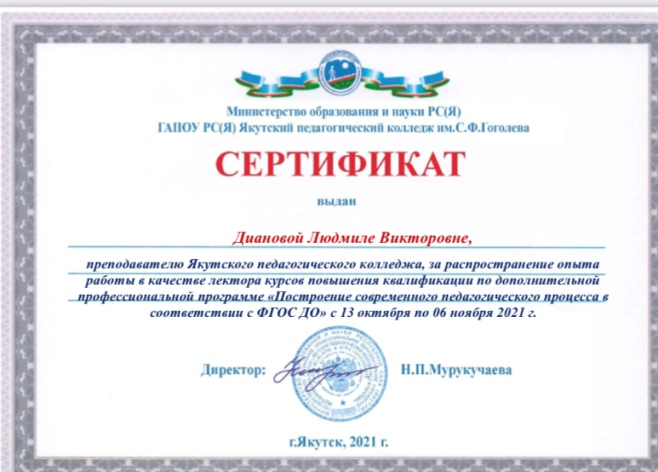 Министерство образования и науки РС(Я)
ГАПОУ РС(Я) Якутский педагогический колледж им.С.Ф.Гоголева
СЕРТИФИКАТ
выдан
Диановой Людмиле Викторовне,
преподавателю Якутского педагогического колледжа, за распространение опыта
работы в качестве лектора курсов повышения квалификации по дополнительной
профессиональной программе «Построение современного педагогического процесса в
соответствии с ФГОС ДО» с 13 октября по 06 ноября 2021 г.
Директор: Н.П.Мурукучаева
г.Якутск, 2021 г.